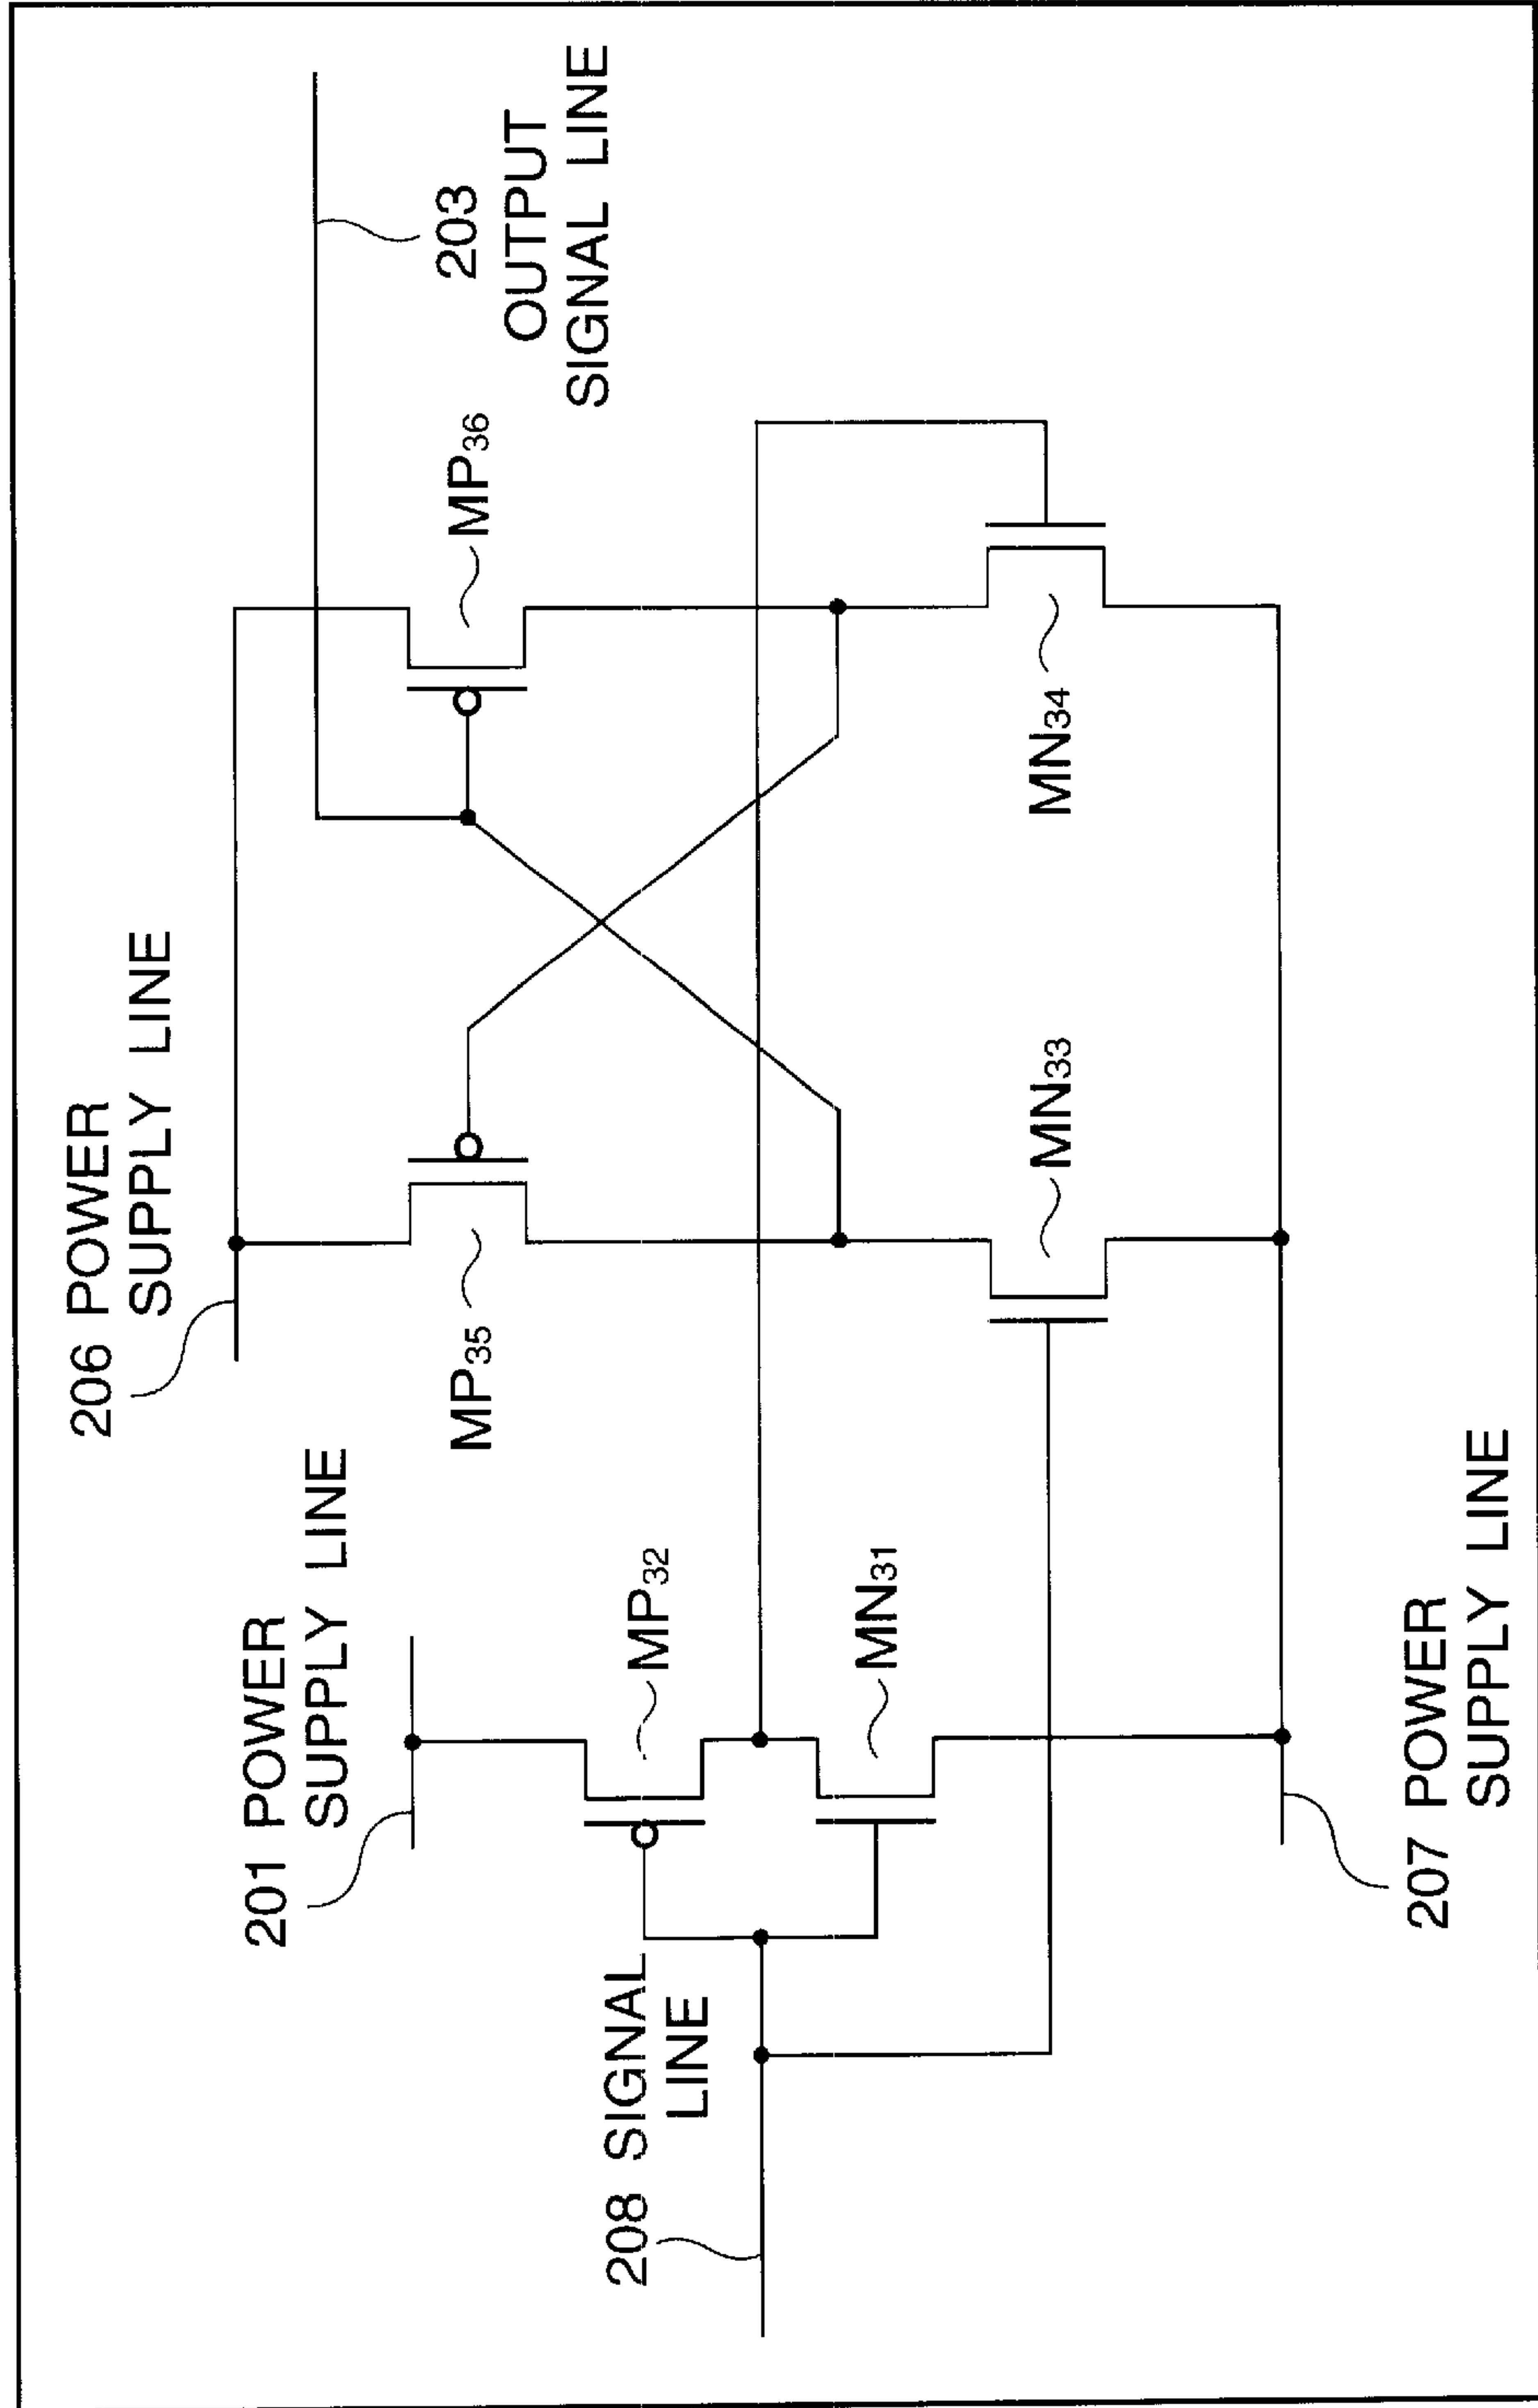 206 POWER
SUPPLY LINE
201 POWER
SUPPLY LINE
203
OUTPUT
SIGNAL LINE
MP35
MP36
208 SIGNAL
LINE
MP32
MN31
MN33
MN34
207 POWER
SUPPLY LINE